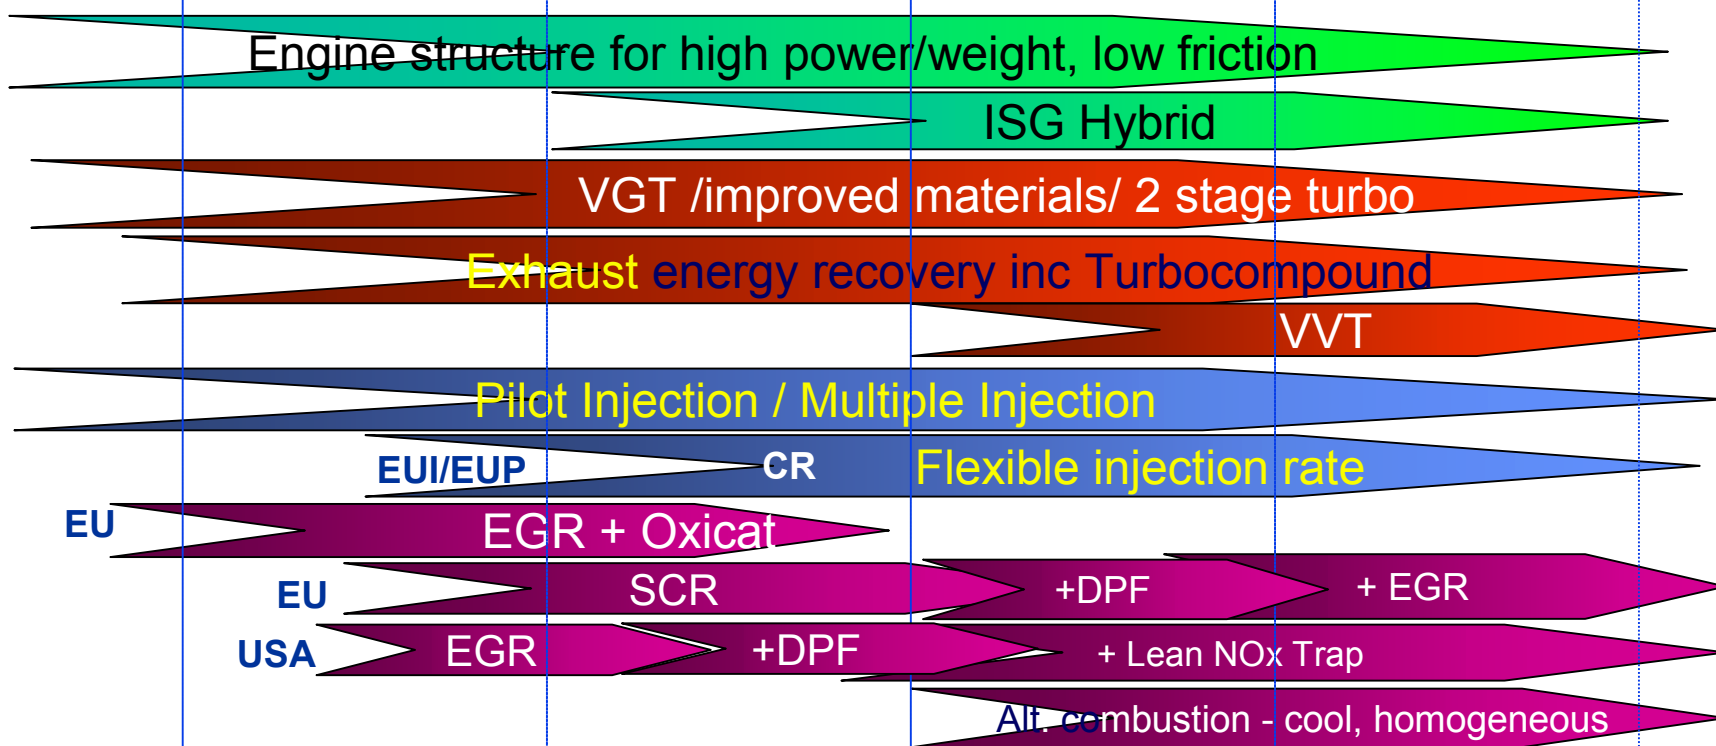 Engine structure for high power/weight, low friction
ISG Hybrid
VGT /improved materials/ 2 stage turbo
Exhaust energy recovery inc Turbocompound
VVT
Pilot Injection / Multiple Injection
EUI/EUP CR Flexible injection rate
EU EGR + Oxicat
EU SCR +DPF + EGR
USA EGR +DPF + Lean NOx Trap
Alt. combustion - cool, homogeneous